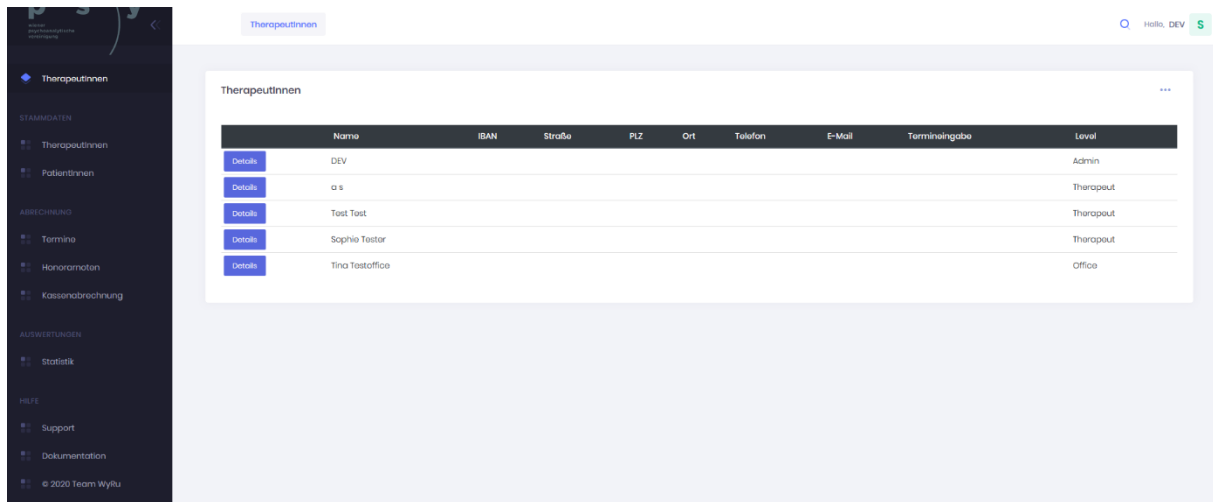 p s y
wiener
psychoanalytische
vereinigung
TherapeutInnen
Hallo, DEV S
TherapeutInnen
STAMMDATEN
TherapeutInnen
PatientInnen
ABRECHNUNG
Termine
Honorarnoten
Kassenabrechnung
AUSWERTUNGEN
Statistik
HILFE
Support
Dokumentation
© 2020 Team WyRu
TherapeutInnen
Name IBAN Straße PLZ Ort Telefon E-Mail Termineingabe Level
Details DEV Admin
Details a s Therapeut
Details Test Test Therapeut
Details Sophie Tester Therapeut
Details Tina Testoffice Office